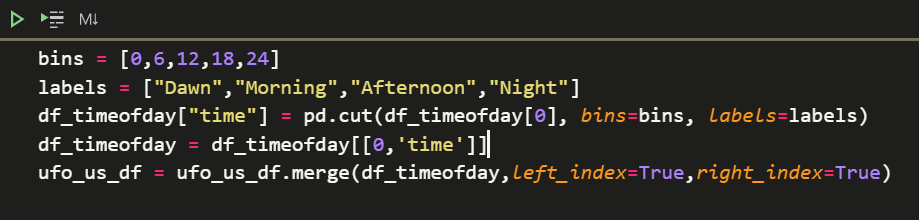 M↓
bins = [0,6,12,18,24]
labels = ["Dawn","Morning","Afternoon","Night"]
df_timeofday["time"] = pd.cut(df_timeofday[0], bins=bins, labels=labels)
df_timeofday = df_timeofday[[0,'time']]
ufo_us_df = ufo_us_df.merge(df_timeofday,left_index=True,right_index=True)